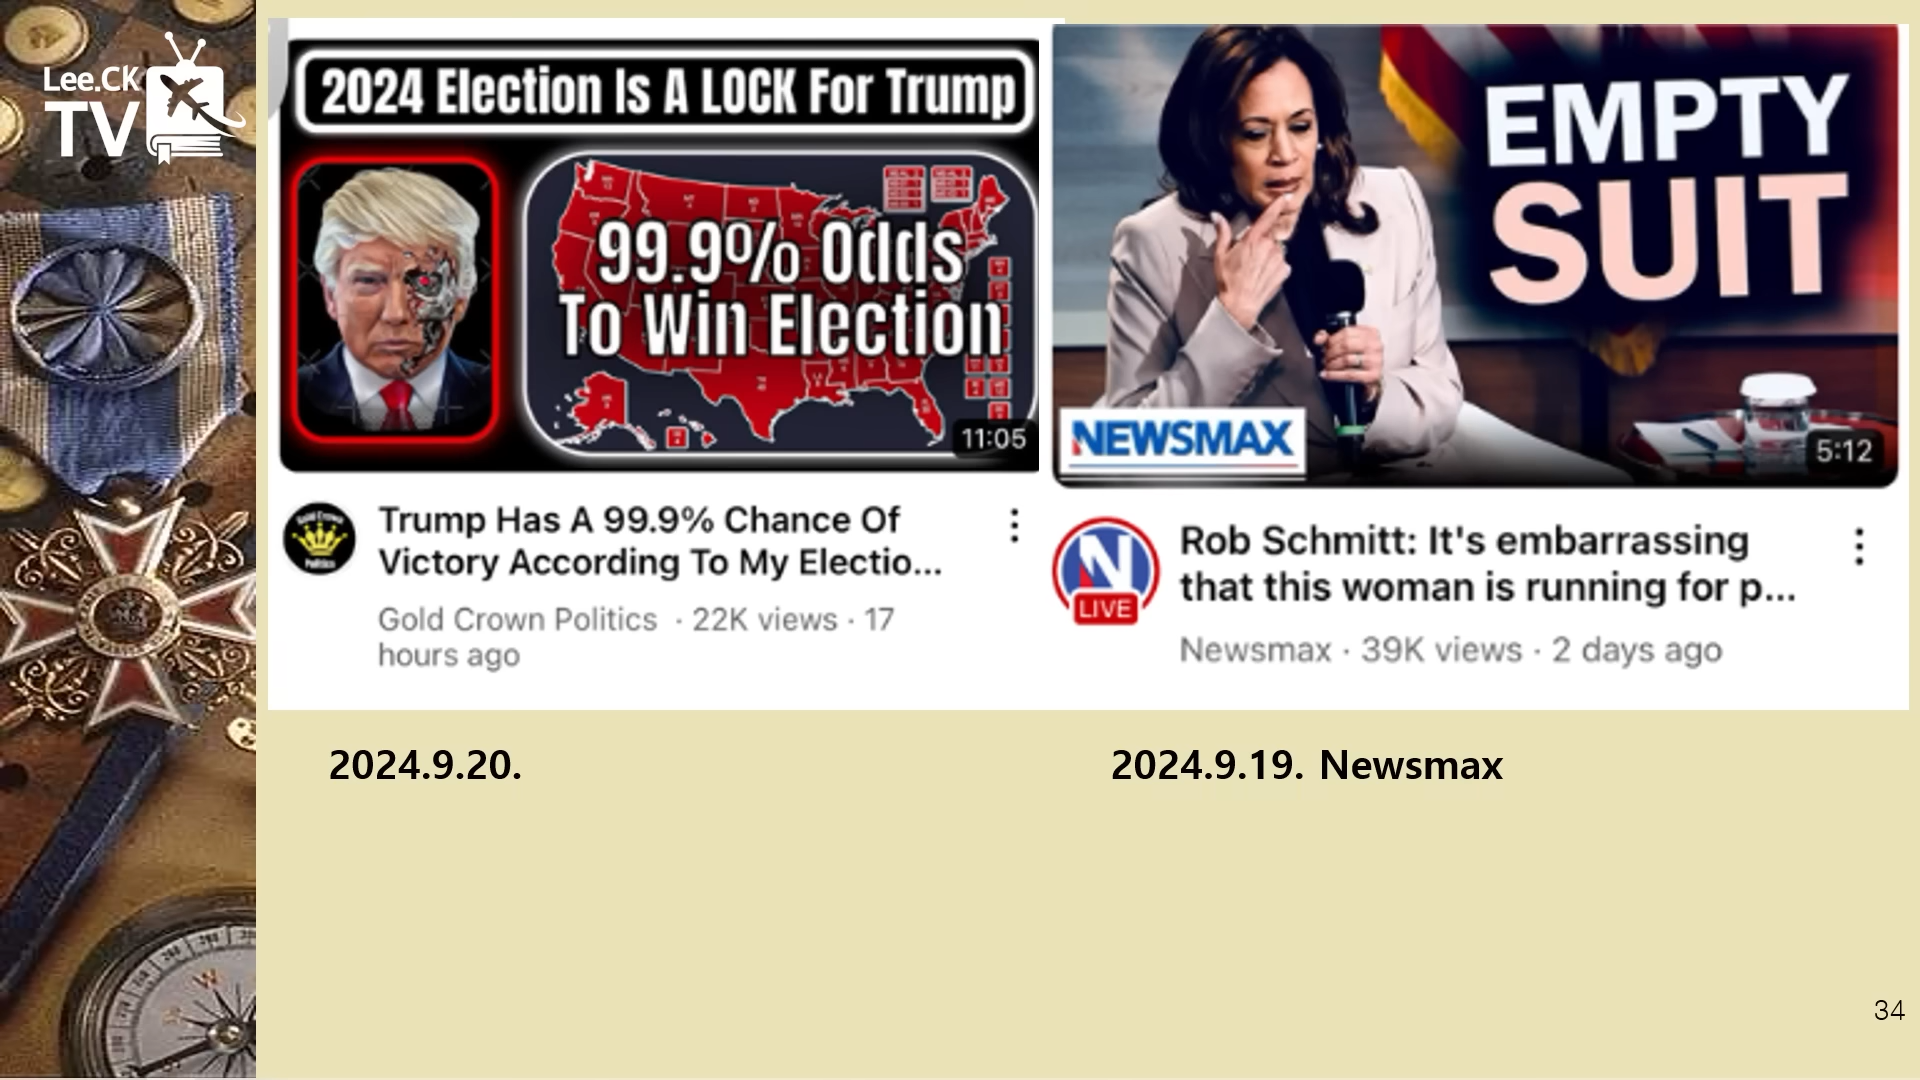 Lee.CK
TV
2024 Election Is A LOCK For Trump
99.9% Odds
To Win Election
11:05
Gold Crown
Politics
Trump Has A 99.9% Chance Of
Victory According To My Electio...
Gold Crown Politics · 22K views · 17
hours ago
EMPTY
SUIT
NEWSMAX
5:12
N
LIVE
Rob Schmitt: It's embarrassing
that this woman is running for p...
Newsmax · 39K views · 2 days ago
2024.9.20.
2024.9.19. Newsmax
34